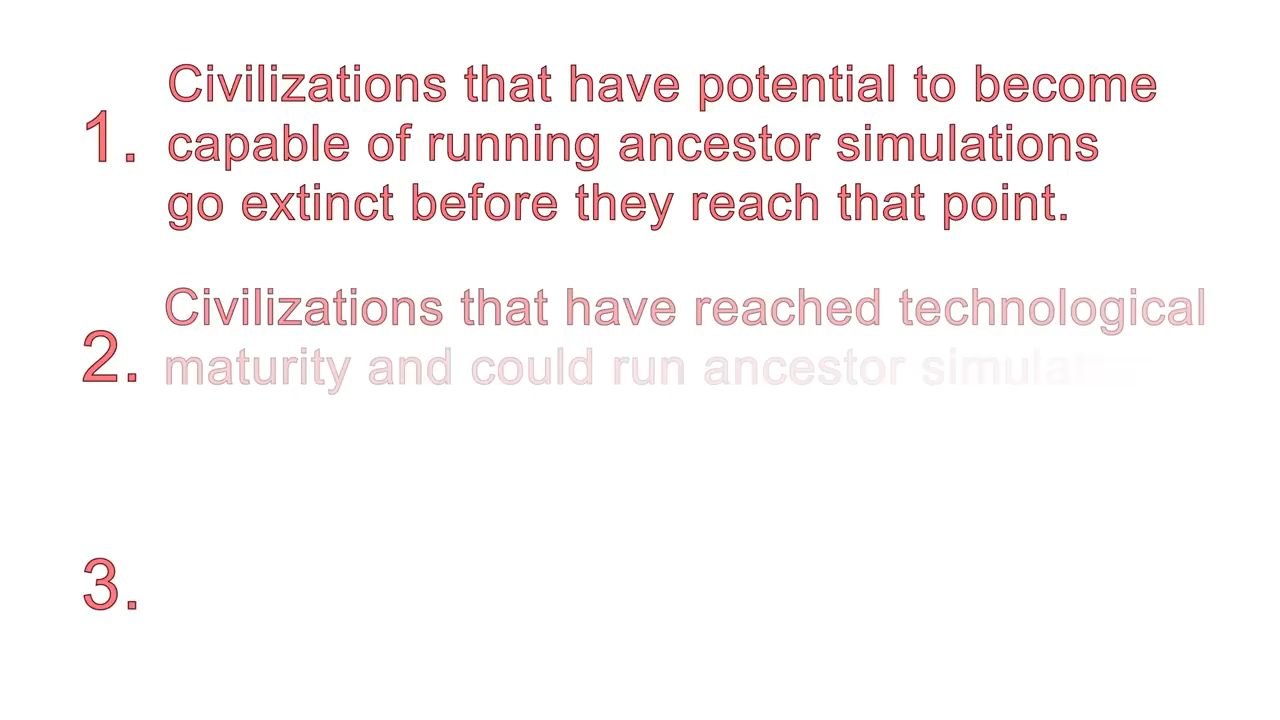 1.
Civilizations that have potential to become
capable of running ancestor simulations
go extinct before they reach that point.
2.
Civilizations that have reached technological
maturity and could run ancestor
3.